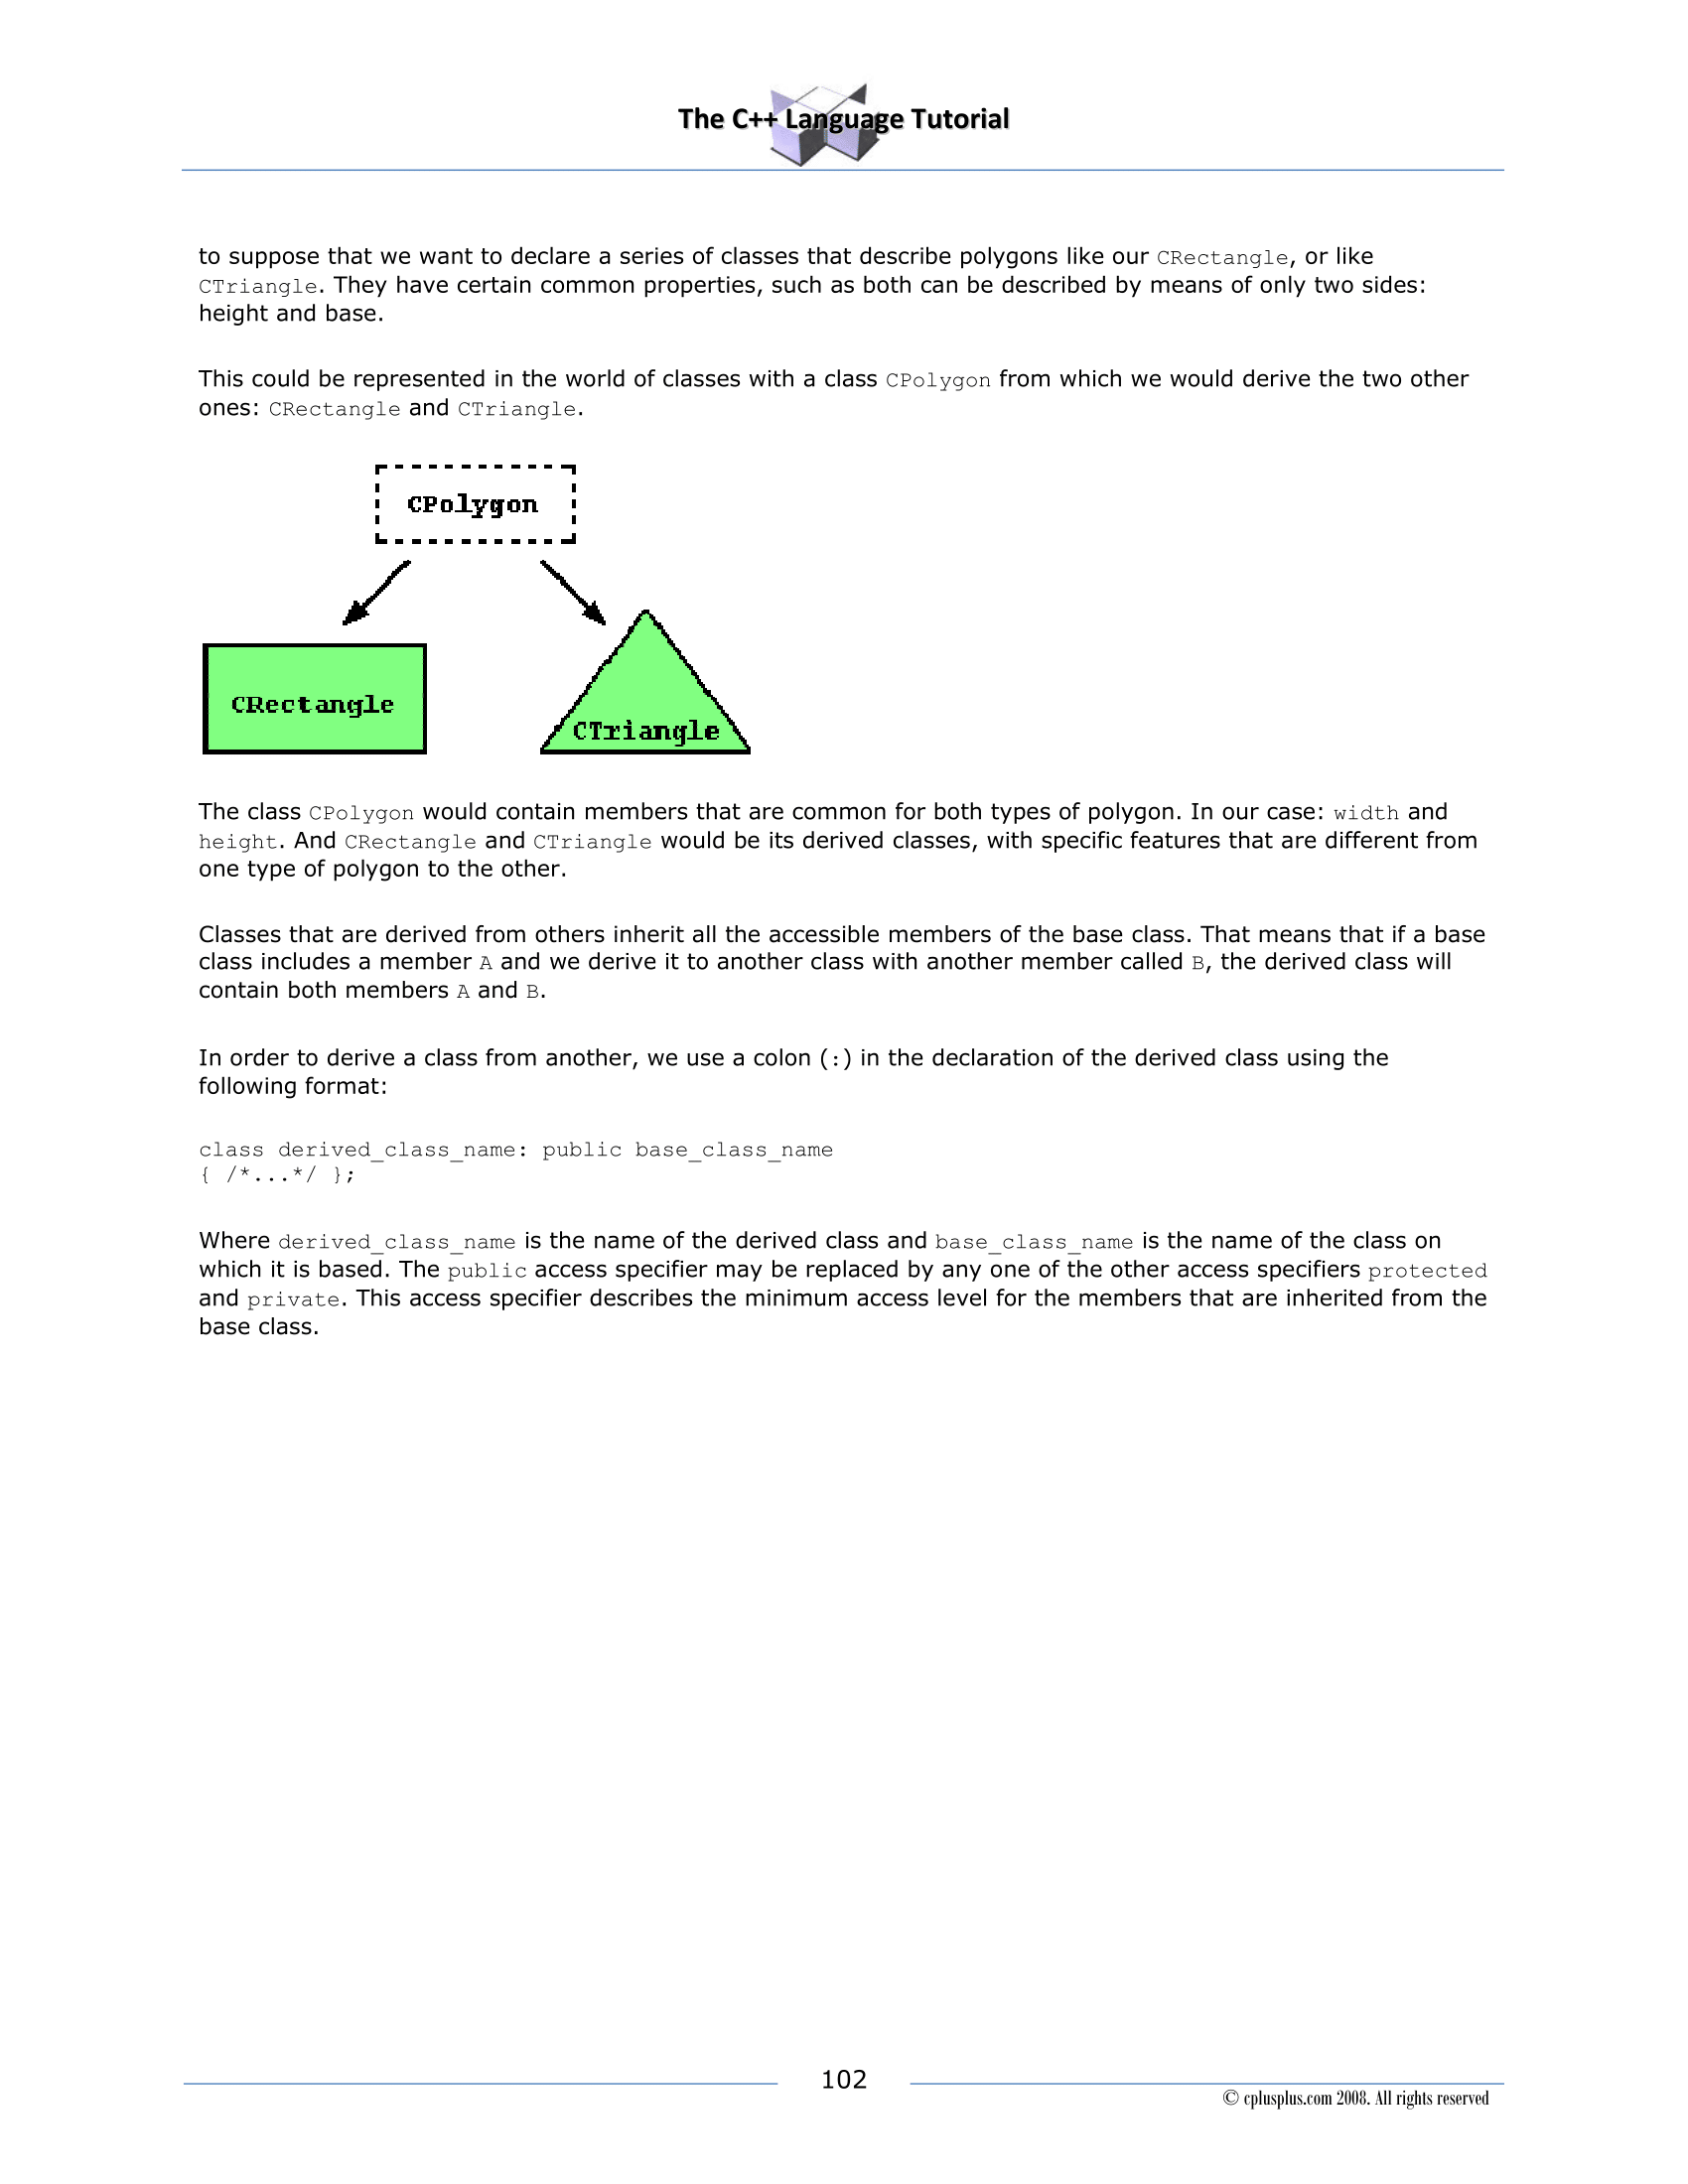 The C++ Language Tutorial
to suppose that we want to declare a series of classes that describe polygons like our CRectangle, or like
CTriangle. They have certain common properties, such as both can be described by means of only two sides:
height and base.
This could be represented in the world of classes with a class CPolygon from which we would derive the two other
ones: CRectangle and CTriangle.
CPolygon
CRectangle
CTriangle
The class CPolygon would contain members that are common for both types of polygon. In our case: width and
height. And CRectangle and CTriangle would be its derived classes, with specific features that are different from
one type of polygon to the other.
Classes that are derived from others inherit all the accessible members of the base class. That means that if a base
class includes a member A and we derive it to another class with another member called B, the derived class will
contain both members A and B.
In order to derive a class from another, we use a colon (:) in the declaration of the derived class using the
following format:
class derived_class_name: public base_class_name
{ /*...*/ };
Where derived_class_name is the name of the derived class and base_class_name is the name of the class on
which it is based. The public access specifier may be replaced by any one of the other access specifiers protected
and private. This access specifier describes the minimum access level for the members that are inherited from the
base class.
102
© cplusplus.com 2008. All rights reserved